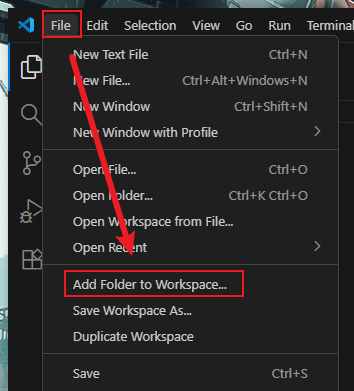 File Edit Selection View Go Run Terminal
New Text File Ctrl+N
New File... Ctrl+Alt+Windows+N
New Window Ctrl+Shift+N
New Window with Profile
Open File... Ctrl+O
Open Folder... Ctrl+K Ctrl+O
Open Workspace from File...
Open Recent
Add Folder to Workspace...
Save Workspace As...
Duplicate Workspace
Save Ctrl+S